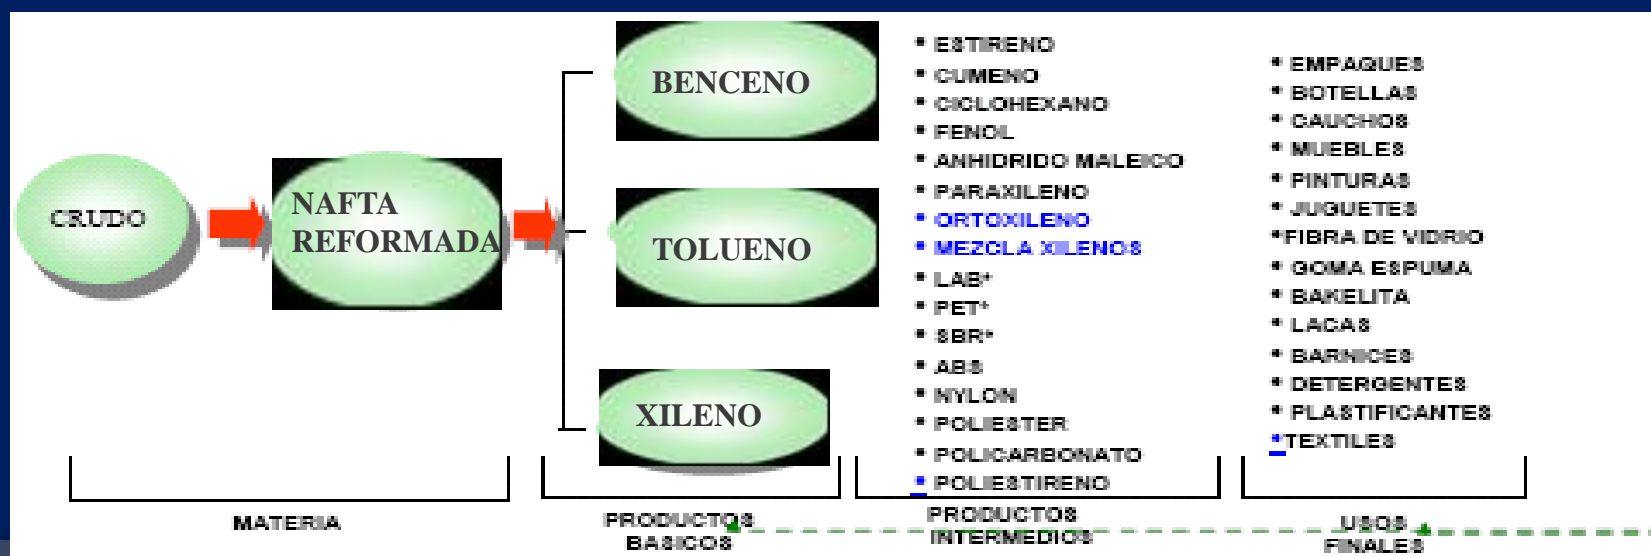 CRUDO
NAFTA
REFORMADA
BENCENO
TOLUENO
XILENO
* ESTIRENO
* CUMENO
* CICLOHEXANO
* FENOL
* ANHIDRIDO MALEICO
* PARAXILENO
* ORTOXILENO
* MEZCLA XILENOS
* LAB*
* PET*
* SBR*
* ABS
* NYLON
* POLIESTER
* POLICARBONATO
* POLIESTIRENO
* EMPAQUES
* BOTELLAS
* CAUCHOS
* MUEBLES
* PINTURAS
* JUGUETES
*FIBRA DE VIDRIO
* GOMA ESPUMA
* BAKELITA
* LACAS
* BARNICES
* DETERGENTES
* PLASTIFICANTES
*TEXTILES
MATERIA
PRODUCTOS
BASICOS
PRODUCTOS
INTERMEDIOS
USOS
FINALES